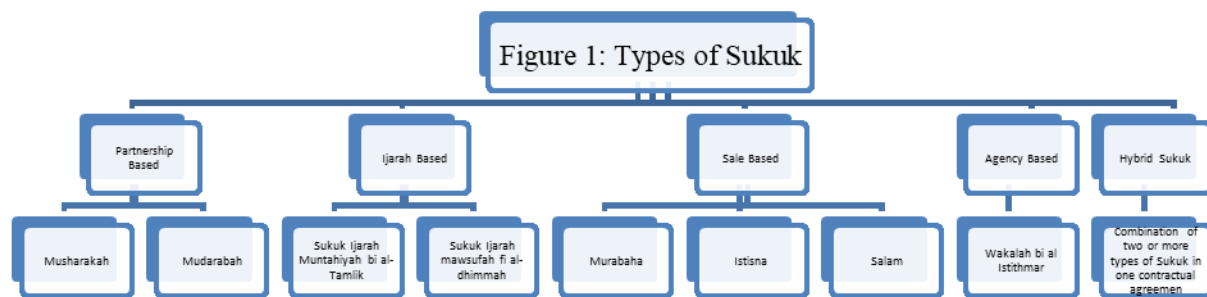 Figure 1: Types of Sukuk
Partnership
Based
Ijarah Based
Sale Based
Agency Based
Hybrid Sukuk
Musharakah
Mudarabah
Sukuk Ijarah
Muntahiyah bi al-
Tamlik
Sukuk Ijarah
mawsufah fi al-
dhimmah
Murabaha
Istisna
Salam
Wakalah bi al
Istithmar
Combination of
two or more
types of Sukuk in
one contractual
agreemen